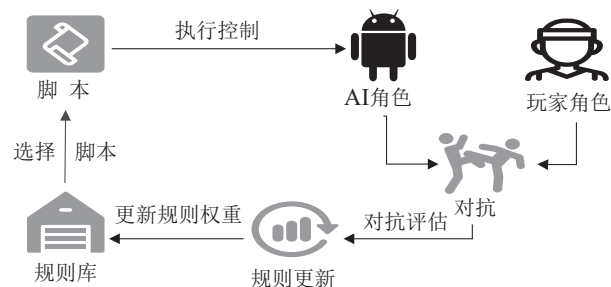 执行控制
脚 本
AI角色
玩家角色
选择 脚本
对抗
更新规则权重
对抗评估
规则库
规则更新